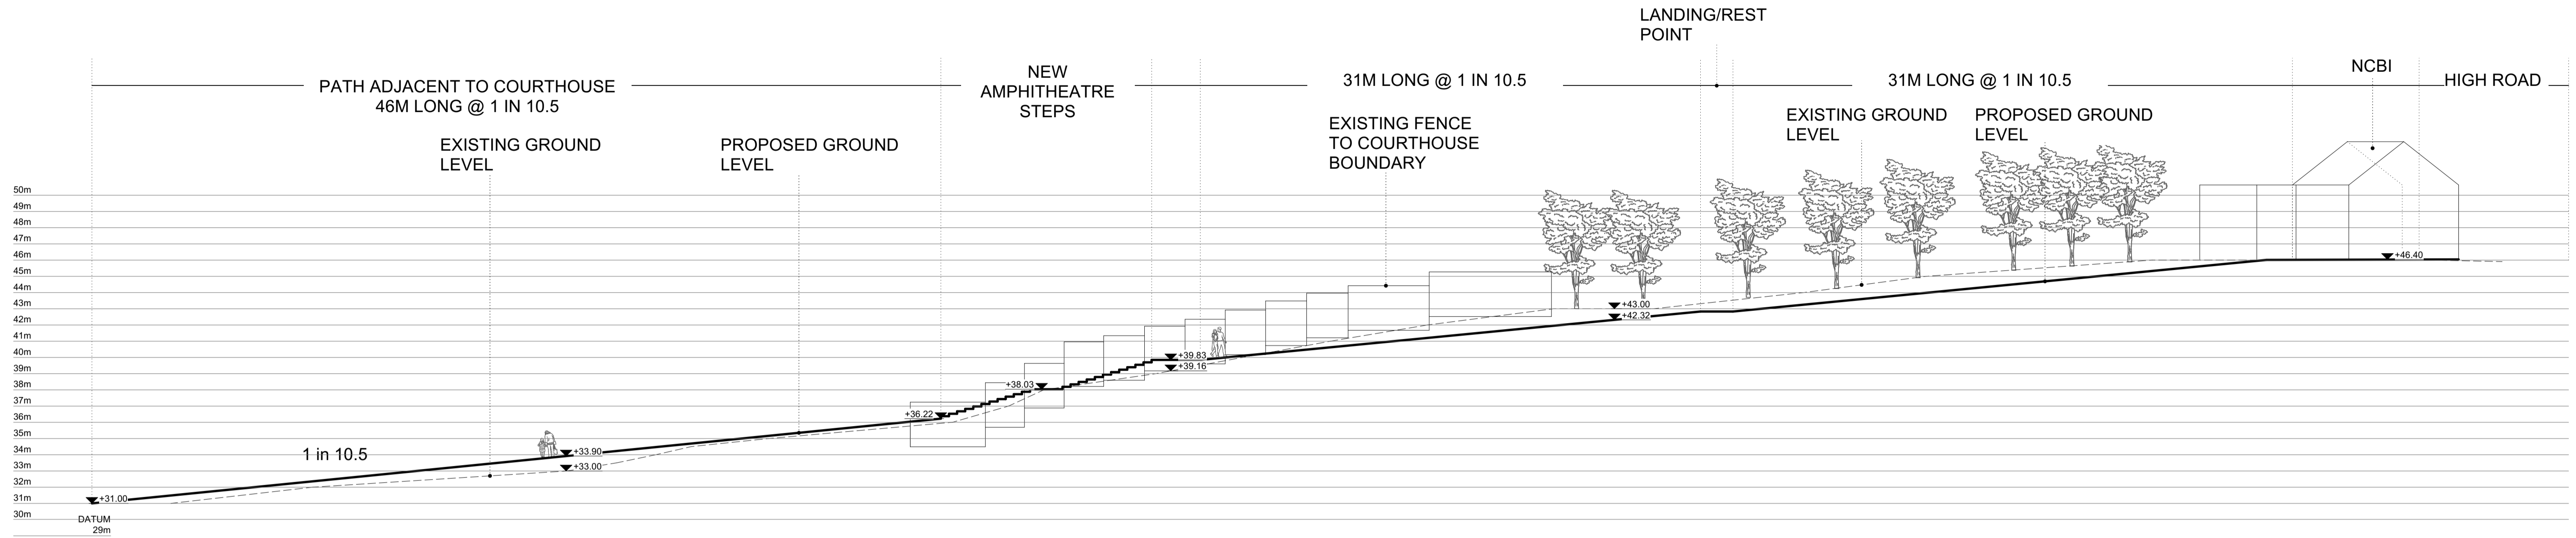 LANDING/REST
POINT
PATH ADJACENT TO COURTHOUSE
46M LONG @ 1 IN 10.5
NEW
AMPHITHEATRE
STEPS
31M LONG @ 1 IN 10.5
31M LONG @ 1 IN 10.5
NCBI
HIGH ROAD
EXISTING GROUND
LEVEL
PROPOSED GROUND
LEVEL
EXISTING FENCE
TO COURTHOUSE
BOUNDARY
EXISTING GROUND
LEVEL
PROPOSED GROUND
LEVEL
50m
49m
48m
47m
46m
45m
44m
43m
42m
41m
40m
39m
38m
37m
36m
35m
34m
33m
32m
31m
30m
DATUM
29m
+31.00
1 in 10.5
+33.90
+33.00
+36.22
+38.03
+39.83
+39.16
+43.00
+42.32
+46.40